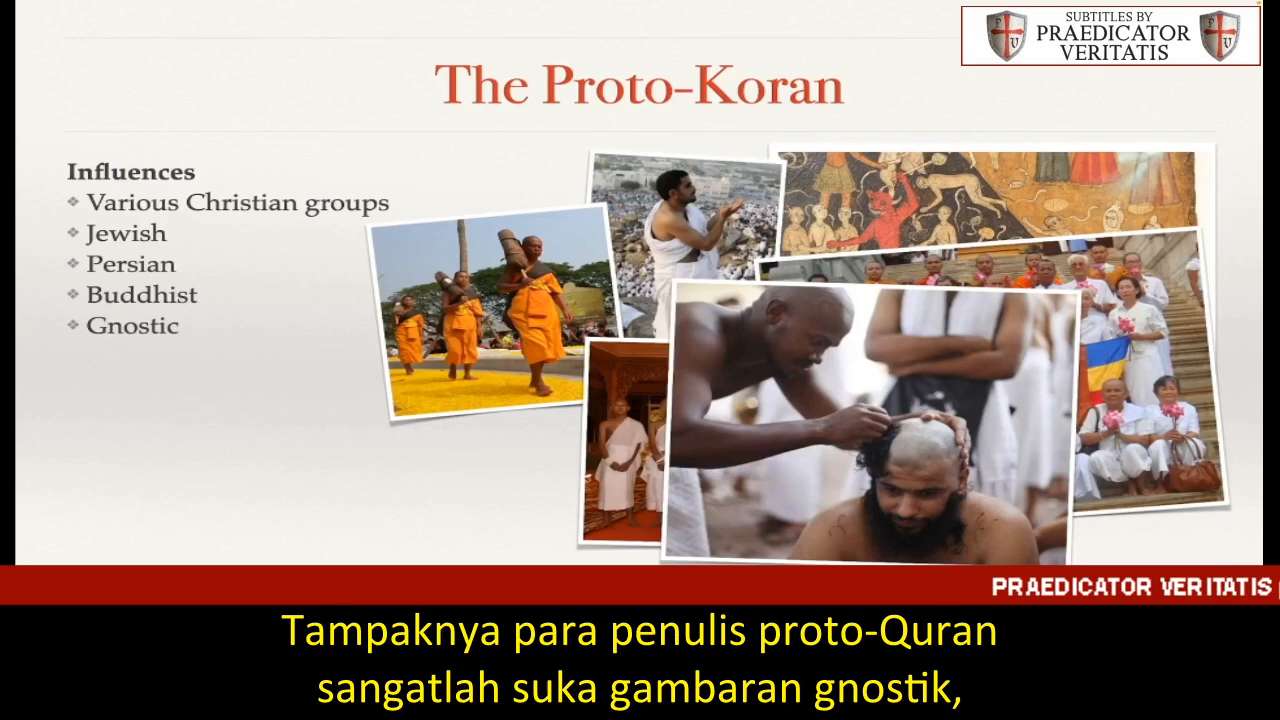 SUBTITLES BY
PRAEDICATOR
VERITATIS
The Proto-Koran
Influences
Various Christian groups
Jewish
Persian
Buddhist
Gnostic
PRAEDICATOR VERITATIS
Tampaknya para penulis proto-Quran
sangatlah suka gambaran gnostik,